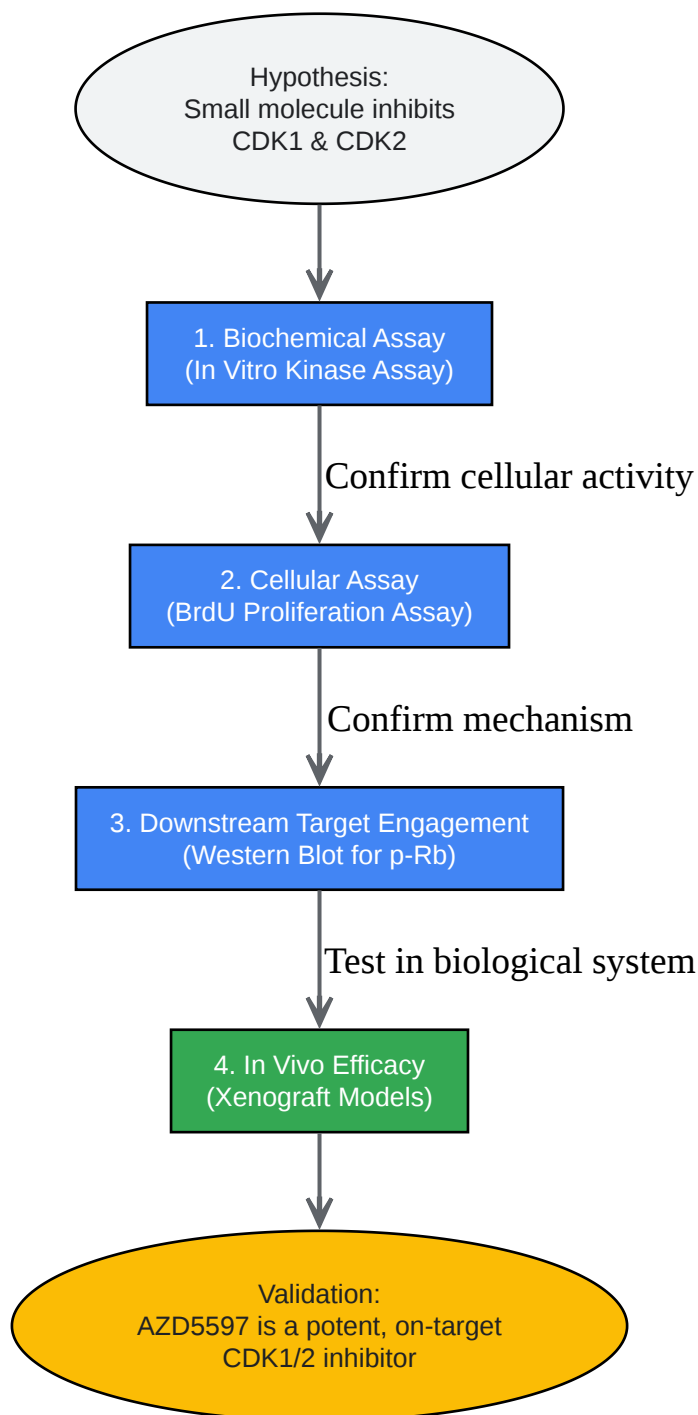 Hypothesis:
Small molecule inhibits
CDK1 & CDK2
1. Biochemical Assay
(In Vitro Kinase Assay)
Confirm cellular activity
2. Cellular Assay
(BrdU Proliferation Assay)
Confirm mechanism
3. Downstream Target Engagement
(Western Blot for p-Rb)
Test in biological system
4. In Vivo Efficacy
(Xenograft Models)
Validation:
AZD5597 is a potent, on-target
CDK1/2 inhibitor